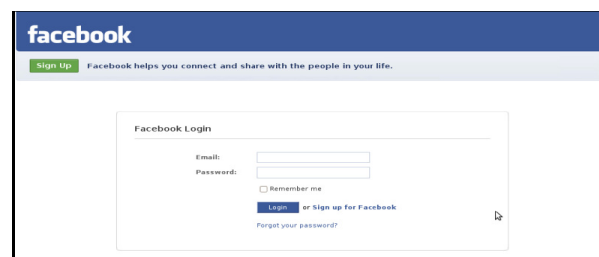 facebook
Sign Up Facebook helps you connect and share with the people in your life.
Facebook Login
Email:
Password:
Remember me
Login or Sign up for Facebook
Forgot your password?